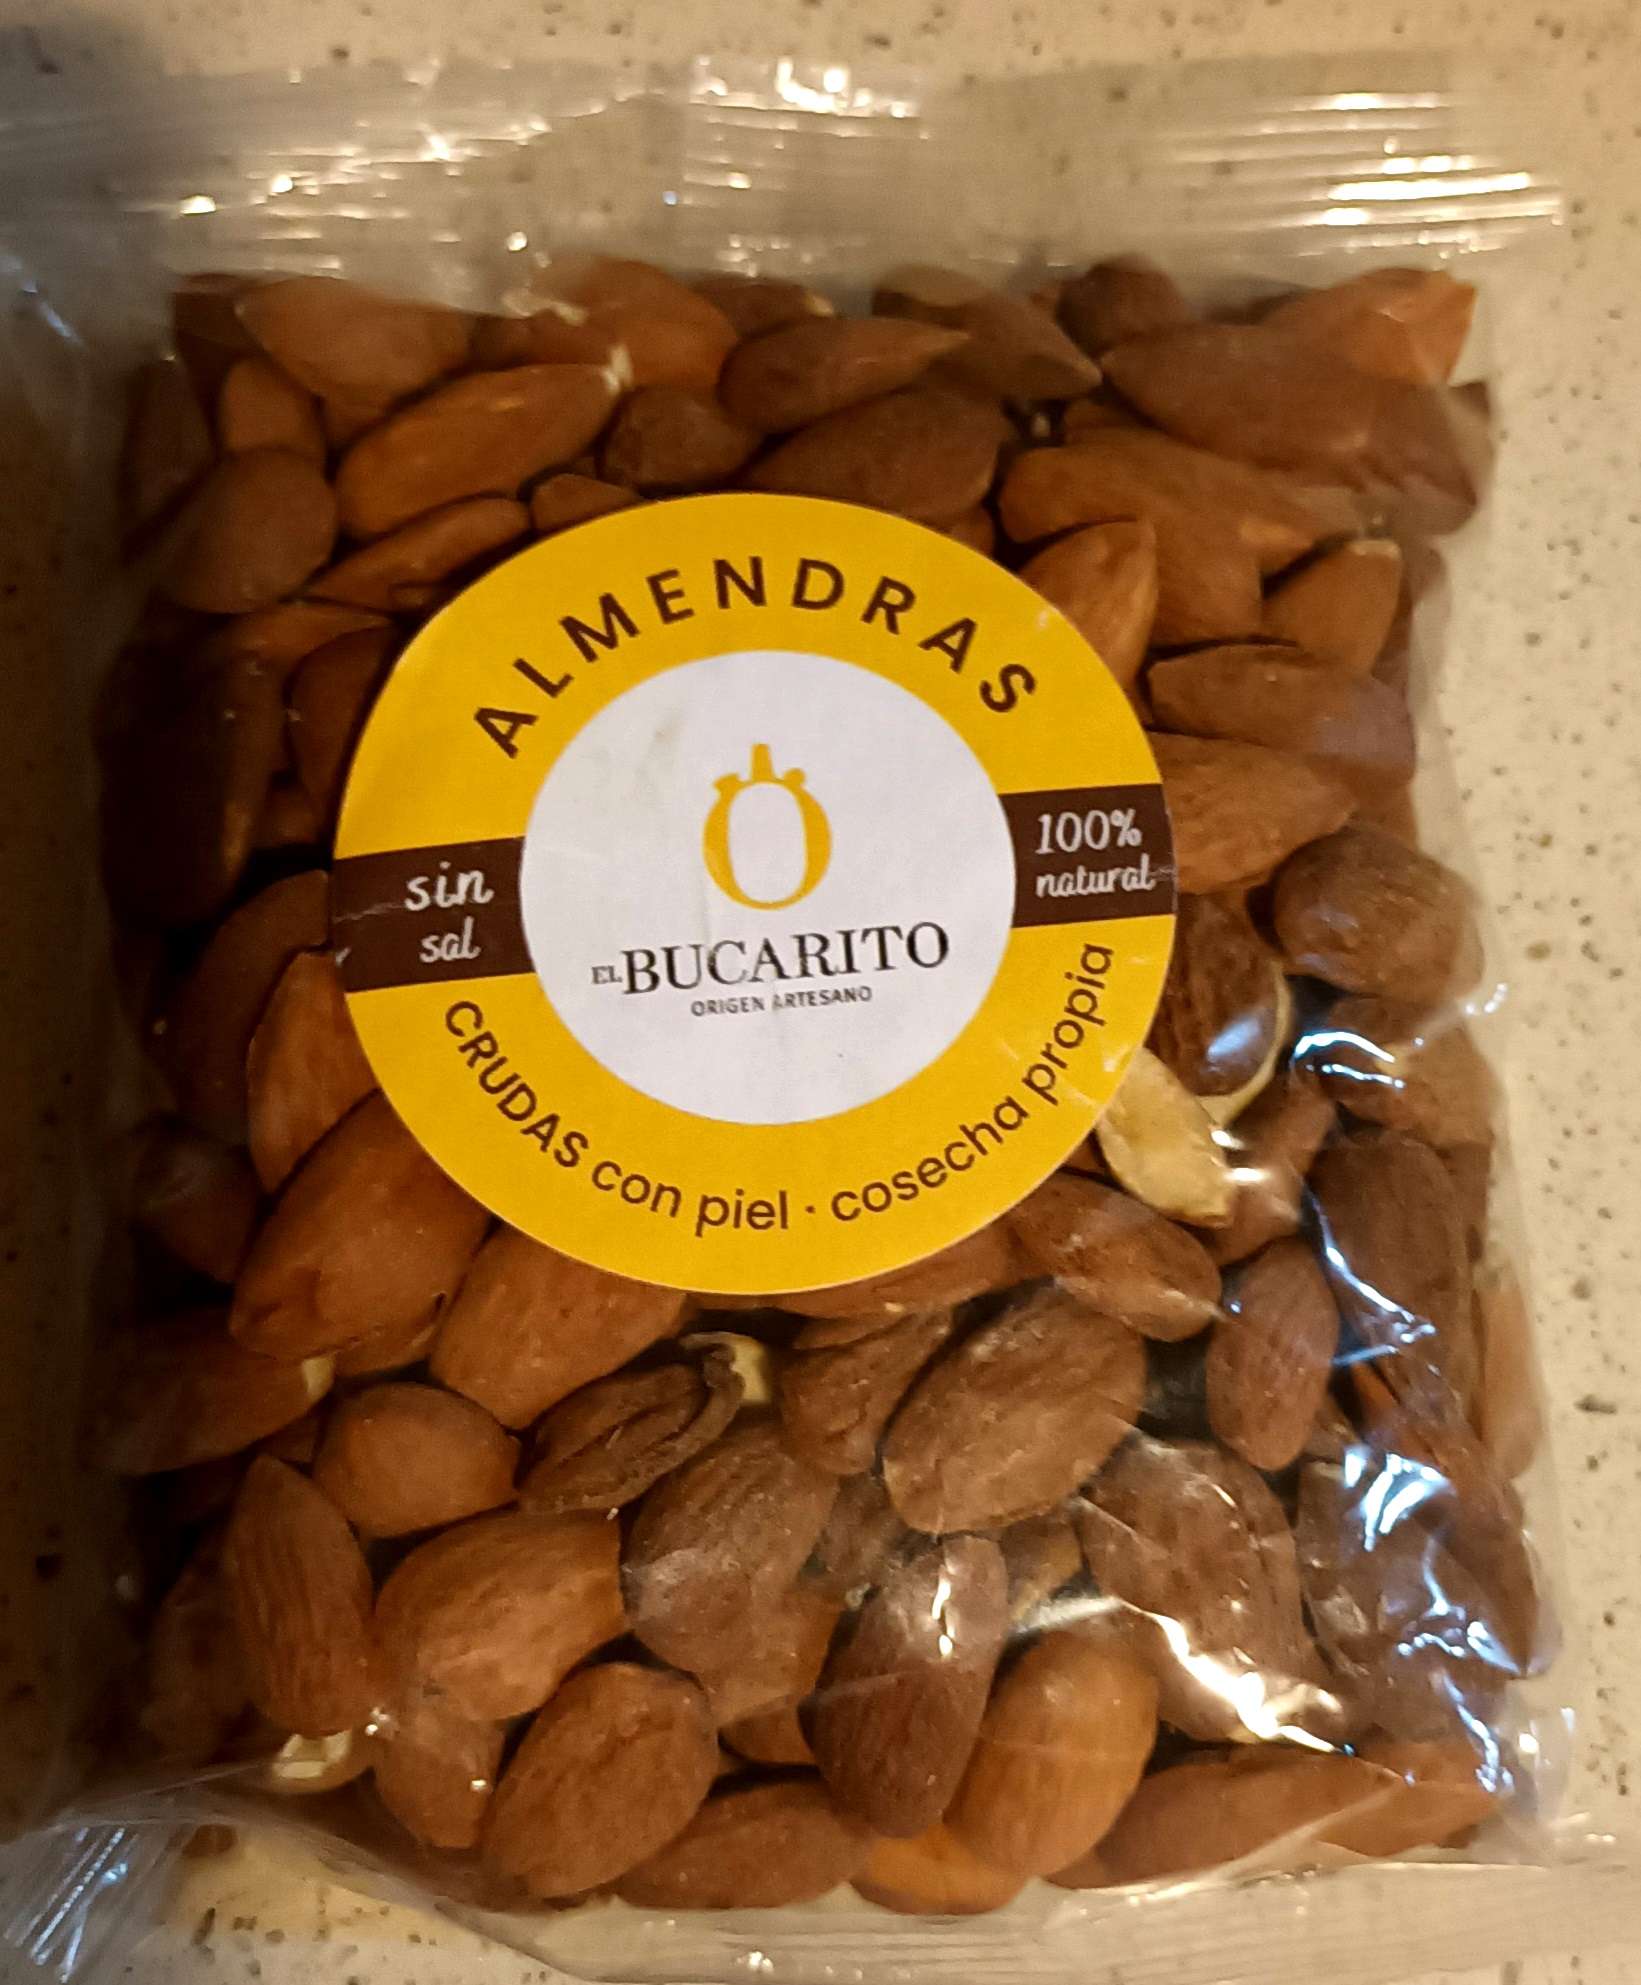 ALMENDRAS
sin
sal
100%
natural
EL BUCARITO
ORIGEN ARTESANO
CRUDAS con piel · cosecha propia